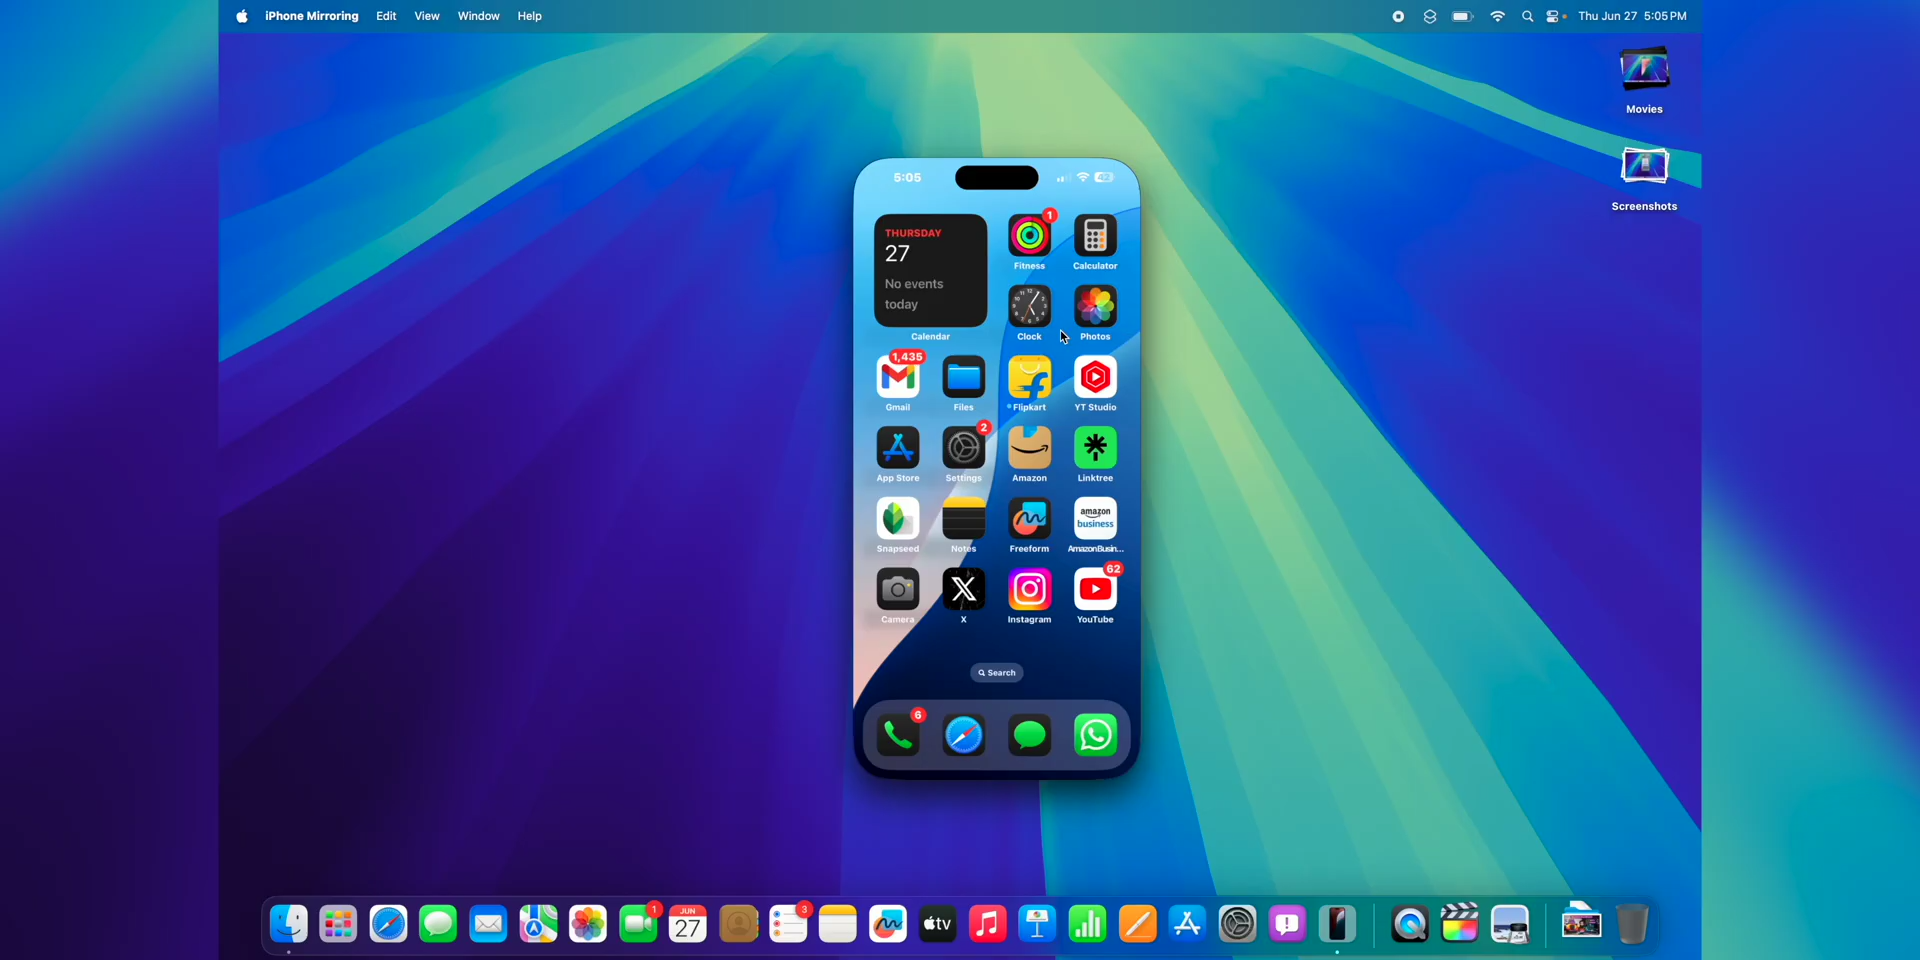 iPhone Mirroring Edit View Window Help Thu Jun 27 5:05 PM
Movies
Screenshots
5:05 42
THURSDAY
27
No events
today
Calendar
1
Fitness Calculator
Clock Photos
1,435
Gmail Files Flipkart YT Studio
2
App Store Settings Amazon Linktree
amazon
business
Snapseed Notes Freeform AmazonBusin...
62
Camera X Instagram YouTube
Search
6
1 JUN 3
27 tv